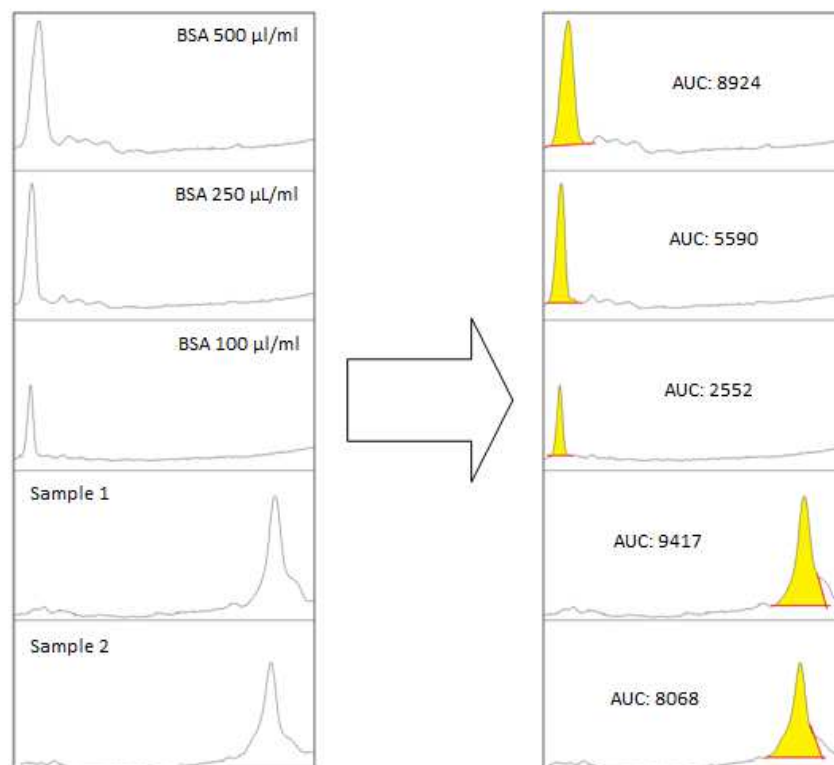 BSA 500 µl/ml
AUC: 8924
BSA 250 µL/ml
AUC: 5590
BSA 100 µl/ml
AUC: 2552
Sample 1
AUC: 9417
Sample 2
AUC: 8068